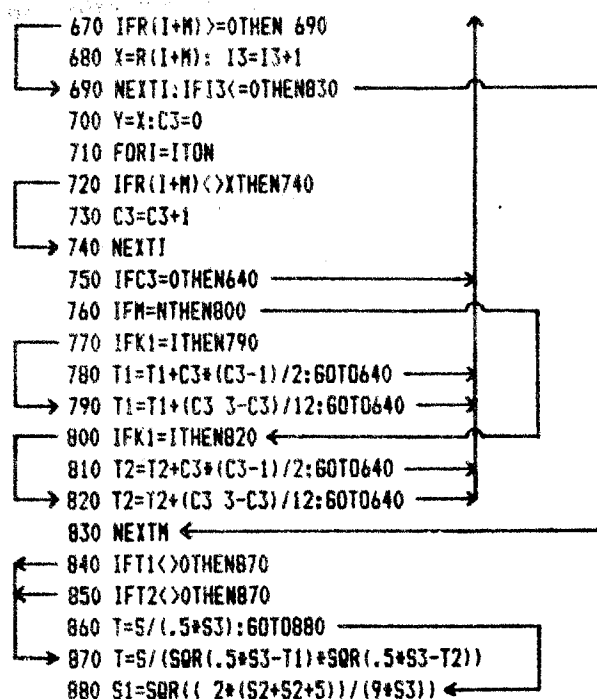 670 IFR(I+M)>=0THEN 690
680 X=R(I+M): I3=I3+1
690 NEXTI:IFI3<=0THEN830
700 Y=X:C3=0
710 FORI=ITON
720 IFR(I+M)<>XTHEN740
730 C3=C3+1
740 NEXTI
750 IFC3=0THEN640
760 IFM=NTHEN800
770 IFK1=ITHEN790
780 T1=T1+C3*(C3-1)/2:GOTO640
790 T1=T1+(C3 3-C3)/12:GOTO640
800 IFK1=ITHEN820
810 T2=T2+C3*(C3-1)/2:GOTO640
820 T2=T2+(C3 3-C3)/12:GOTO640
830 NEXTM
840 IFT1<>0THEN870
850 IFT2<>0THEN870
860 T=S/(.5*S3):GOTO880
870 T=S/(SQR(.5*S3-T1)*SQR(.5*S3-T2))
880 S1=SQR(( 2*(S2+S2+5))/(9*S3))